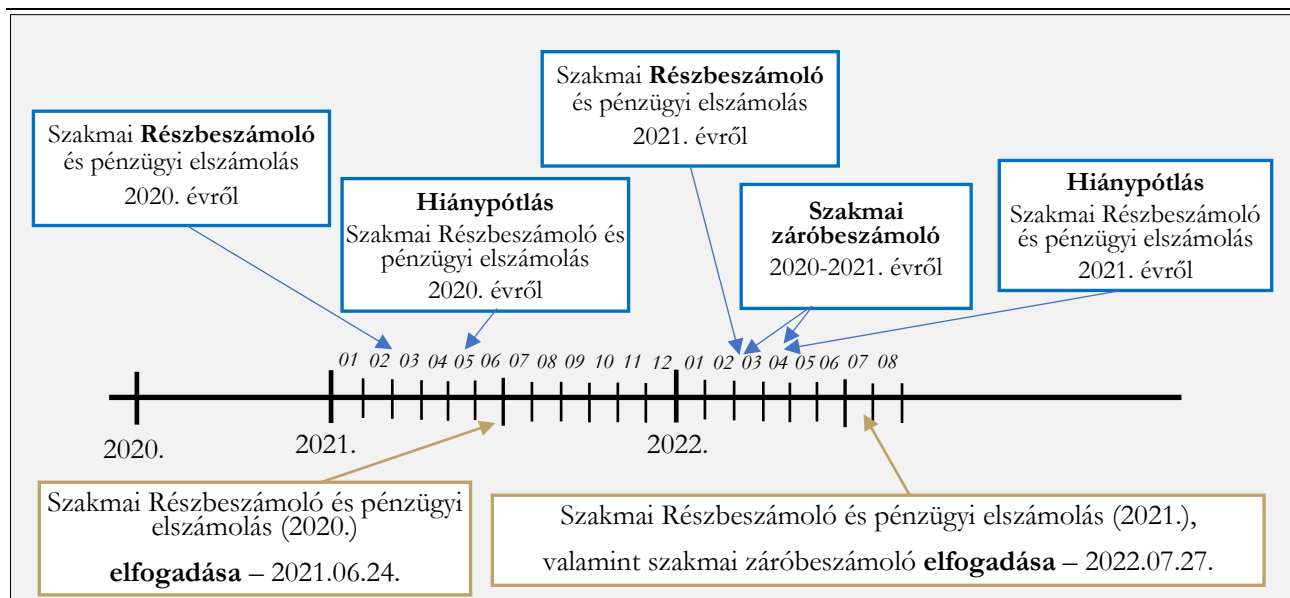 Szakmai Részbeszámoló
és pénzügyi elszámolás
2020. évről
Hiánypótlás
Szakmai Részbeszámoló és
pénzügyi elszámolás
2020. évről
Szakmai Részbeszámoló
és pénzügyi elszámolás
2021. évről
Szakmai
záróbeszámoló
2020-2021. évről
Hiánypótlás
Szakmai Részbeszámoló
és pénzügyi elszámolás
2021. évről
01 02 03 04 05 06 07 08 09 10 11 12 01 02 03 04 05 06 07 08
2020. 2021. 2022.
Szakmai Részbeszámoló és pénzügyi
elszámolás (2020.)
elfogadása – 2021.06.24.
Szakmai Részbeszámoló és pénzügyi elszámolás (2021.),
valamint szakmai záróbeszámoló elfogadása – 2022.07.27.